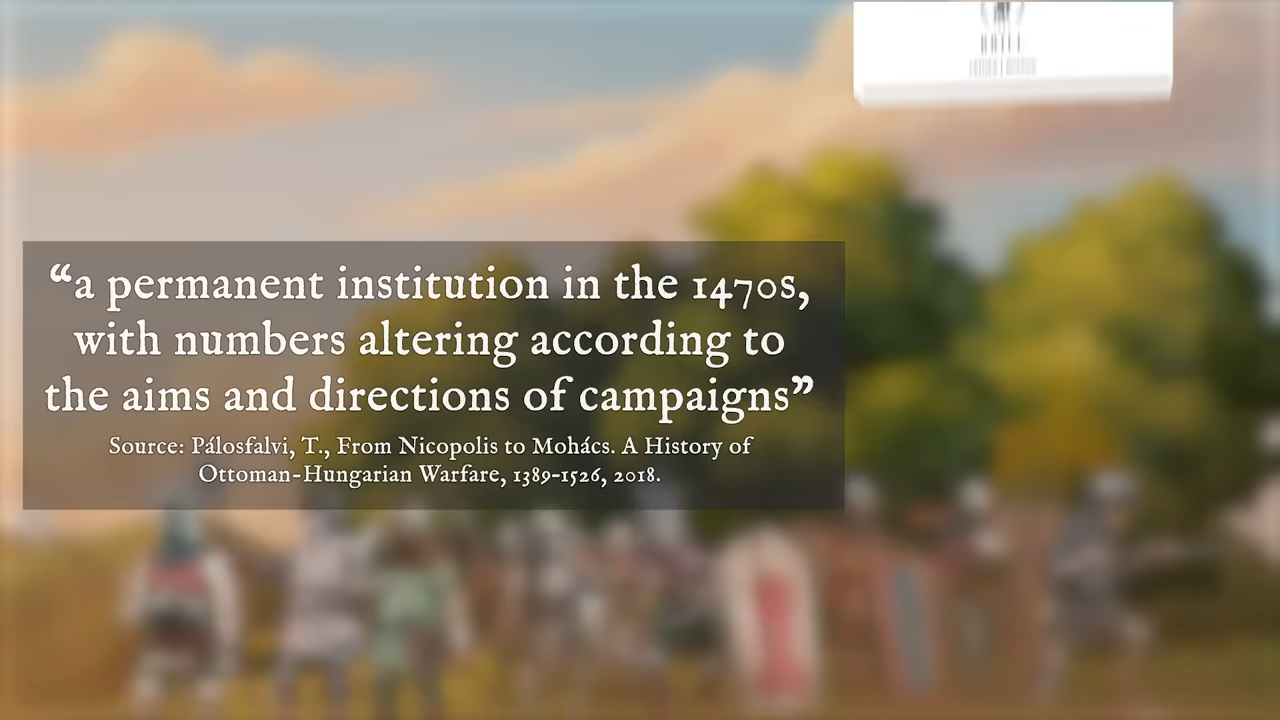 “a permanent institution in the 1470s,
with numbers altering according to
the aims and directions of campaigns”
Source: Pálosfalvi, T., From Nicopolis to Mohács. A History of
Ottoman-Hungarian Warfare, 1389-1526, 2018.